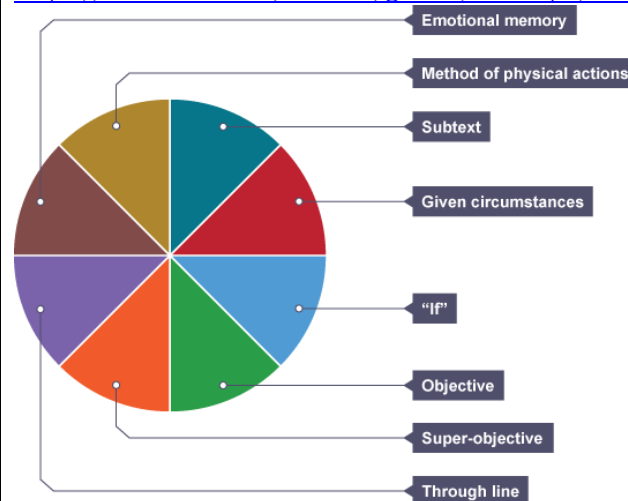 Emotional memory
Method of physical actions
Subtext
Given circumstances
“If”
Objective
Super-objective
Through line